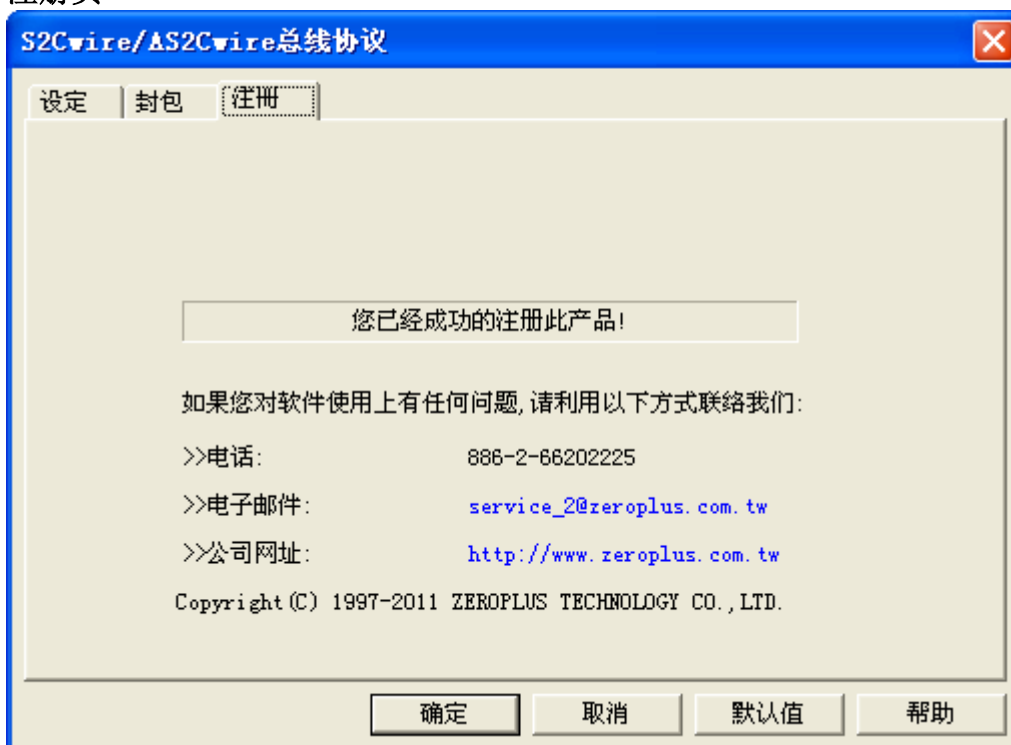 注册页
S2Cwire/AS2Cwire总线协议
设定 封包 注册
您已经成功的注册此产品!
如果您对软件使用上有任何问题,请利用以下方式联络我们:
>>电话: 886-2-66202225
>>电子邮件: service_2@zeroplus.com.tw
>>公司网址: http://www.zeroplus.com.tw
Copyright(C) 1997-2011 ZEROPLUS TECHNOLOGY CO.,LTD.
确定 取消 默认值 帮助